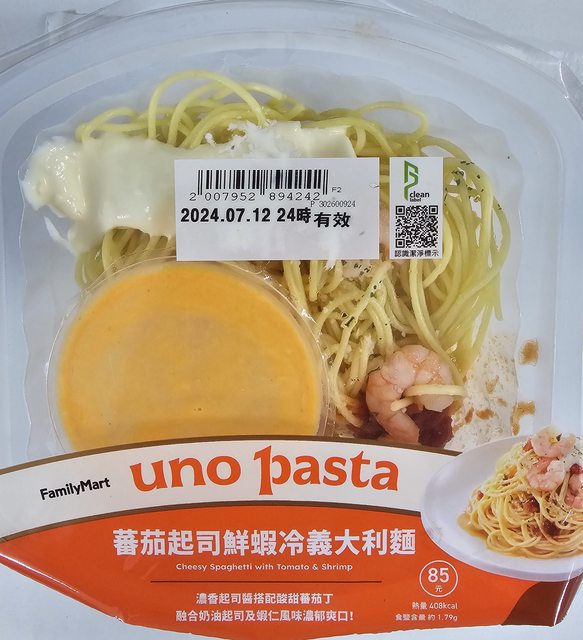 2 007952 894242
F2
P 302600924
2024.07.12 24時有效
clean
label
認識潔淨標示
FamilyMart
uno pasta
蕃茄起司鮮蝦冷義大利麵
Cheesy Spaghetti with Tomato & Shrimp
濃香起司醬搭配酸甜蕃茄丁
融合奶油起司及蝦仁風味濃郁爽口!
85
元
熱量 408kcal
食鹽含量 約 1.79g